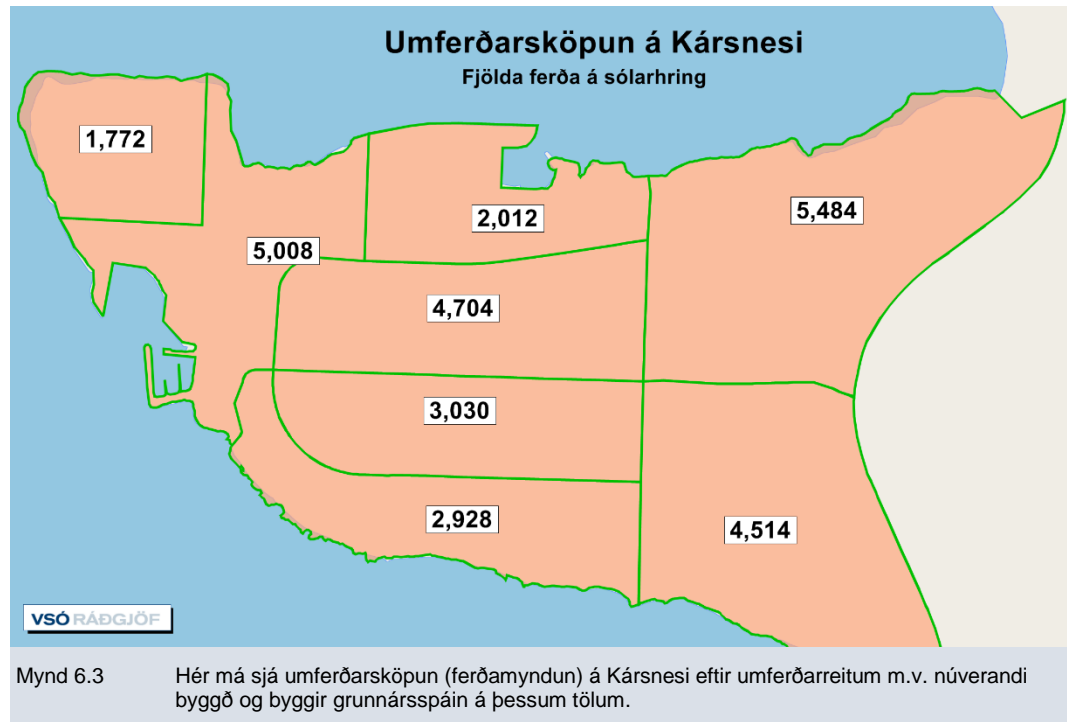 Umferðarsköpun á Kársnesi
Fjölda ferða á sólarhring
1,772
5,484
2,012
5,008
4,704
3,030
2,928
4,514
VSÓ RÁÐGJÖF
Mynd 6.3 Hér má sjá umferðarsköpun (ferðamyndun) á Kársnesi eftir umferðarreitum m.v. núverandi
byggð og byggir grunnársspáin á þessum tölum.